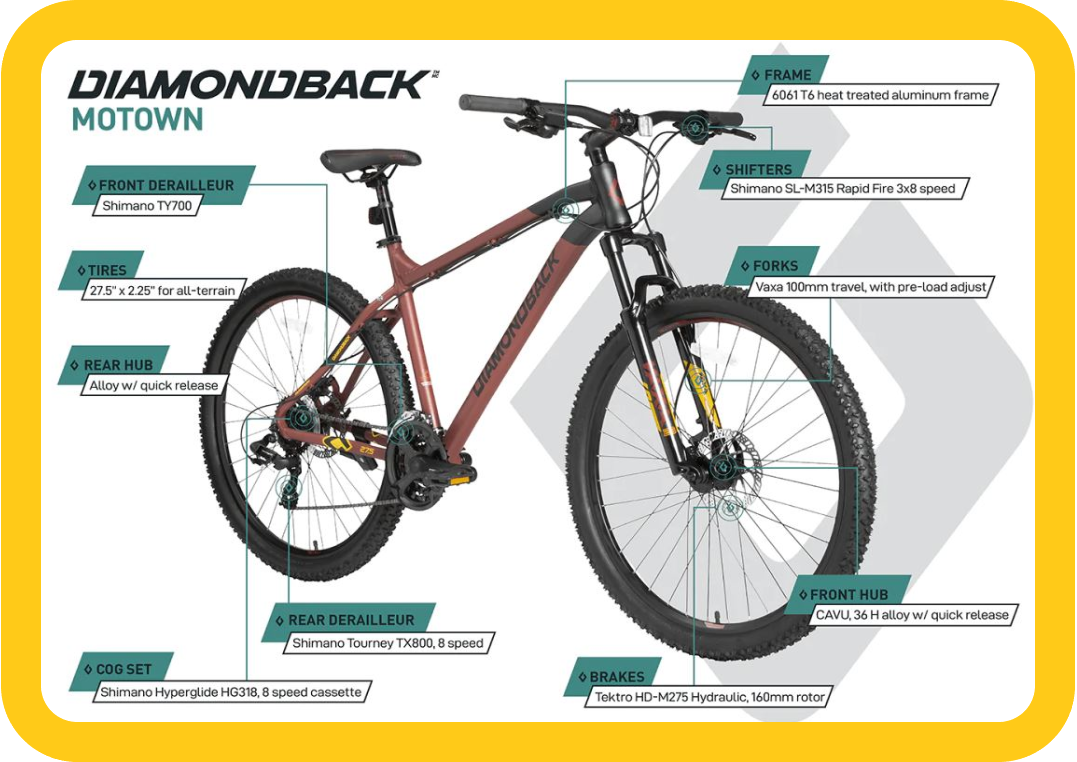 DIAMONDBACK
MOTOWN
FRAME
6061 T6 heat treated aluminum frame
SHIFTERS
Shimano SL-M315 Rapid Fire 3x8 speed
FRONT DERAILLEUR
Shimano TY700
TIRES
27.5" x 2.25" for all-terrain
FORKS
Vaxa 100mm travel, with pre-load adjust
DIAMONDBACK
REAR HUB
Alloy w/ quick release
27.5
FRONT HUB
CAVU, 36 H alloy w/ quick release
REAR DERAILLEUR
Shimano Tourney TX800, 8 speed
COG SET
Shimano Hyperglide HG318, 8 speed cassette
BRAKES
Tektro HD-M275 Hydraulic, 160mm rotor